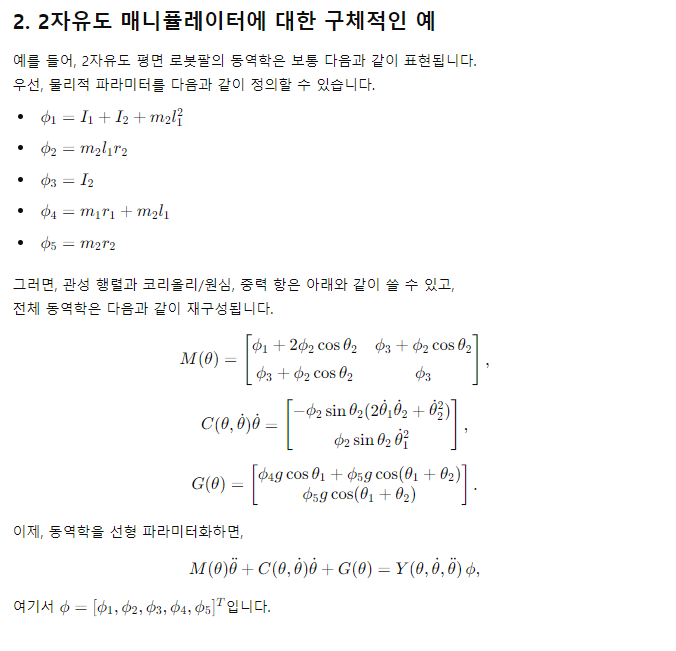 2. 2자유도 매니퓰레이터에 대한 구체적인 예
예를 들어, 2자유도 평면 로봇팔의 동역학은 보통 다음과 같이 표현됩니다.
우선, 물리적 파라미터를 다음과 같이 정의할 수 있습니다.
• $\phi_1 = I_1 + I_2 + m_2 l_1^2$
• $\phi_2 = m_2 l_1 r_2$
• $\phi_3 = I_2$
• $\phi_4 = m_1 r_1 + m_2 l_1$
• $\phi_5 = m_2 r_2$
그러면, 관성 행렬과 코리올리/원심, 중력 항은 아래와 같이 쓸 수 있고,
전체 동역학은 다음과 같이 재구성됩니다.
$M(\theta) = \begin{bmatrix} \phi_1 + 2\phi_2 \cos\theta_2 & \phi_3 + \phi_2 \cos\theta_2 \\ \phi_3 + \phi_2 \cos\theta_2 & \phi_3 \end{bmatrix},$
$C(\theta, \dot{\theta})\dot{\theta} = \begin{bmatrix} -\phi_2 \sin\theta_2 (2\dot{\theta}_1 \dot{\theta}_2 + \dot{\theta}_2^2) \\ \phi_2 \sin\theta_2 \, \dot{\theta}_1^2 \end{bmatrix},$
$G(\theta) = \begin{bmatrix} \phi_4 g \cos\theta_1 + \phi_5 g \cos(\theta_1 + \theta_2) \\ \phi_5 g \cos(\theta_1 + \theta_2) \end{bmatrix}.$
이제, 동역학을 선형 파라미터화하면,
$M(\theta)\ddot{\theta} + C(\theta, \dot{\theta})\dot{\theta} + G(\theta) = Y(\theta, \dot{\theta}, \ddot{\theta}) \, \phi,$
여기서 $\phi = [\phi_1, \phi_2, \phi_3, \phi_4, \phi_5]^T$입니다.